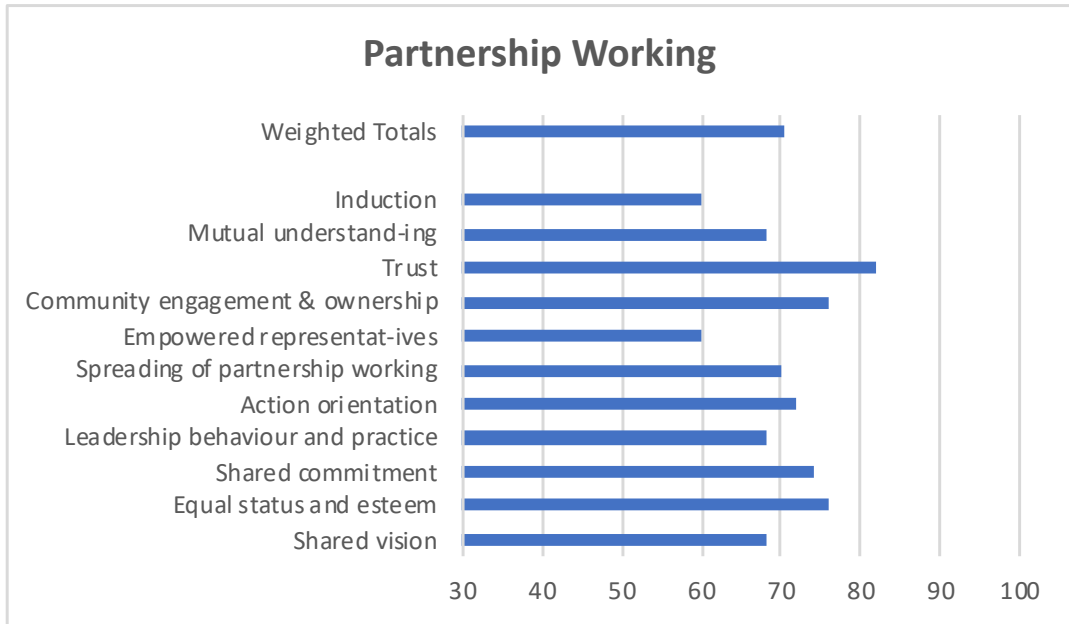 Partnership Working
Weighted Totals
Induction
Mutual understand-ing
Trust
Community engagement & ownership
Empowered representat-ives
Spreading of partnership working
Action orientation
Leadership behaviour and practice
Shared commitment
Equal status and esteem
Shared vision
30 40 50 60 70 80 90 100